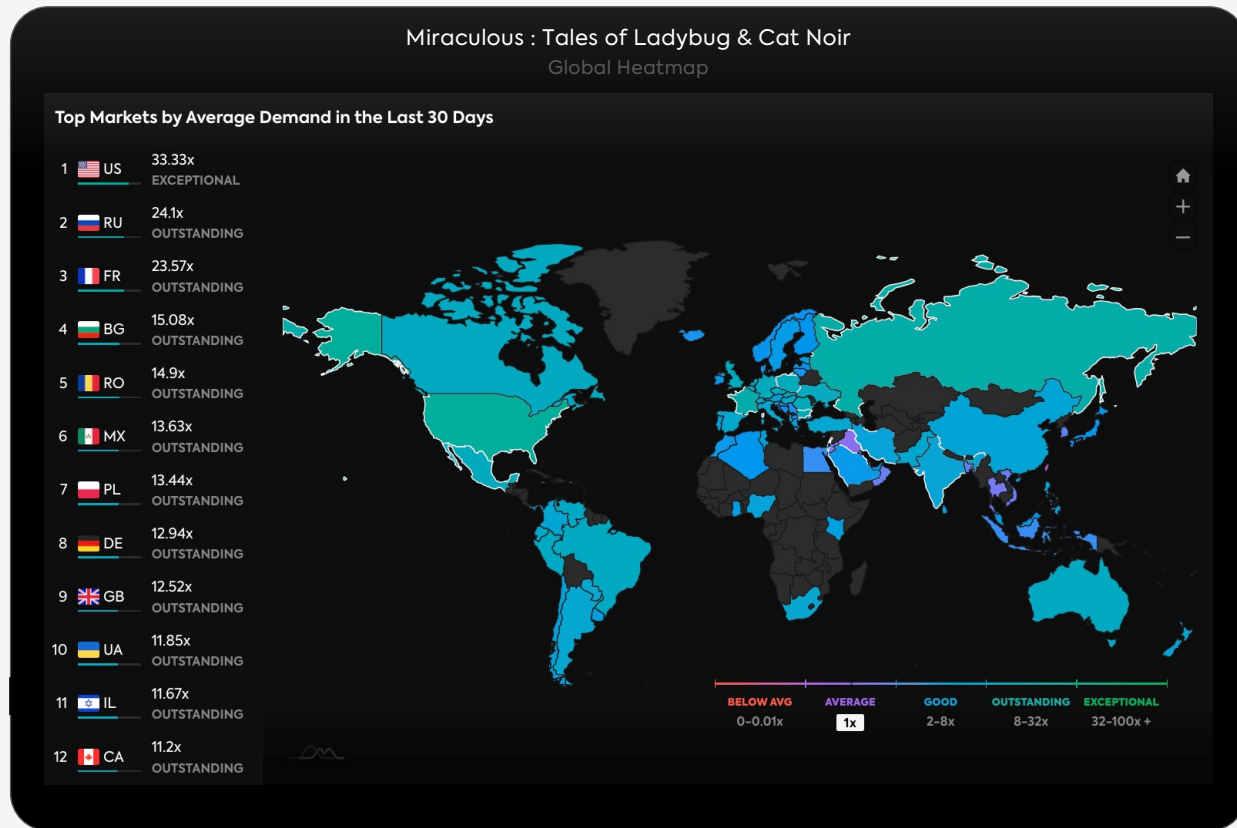 Miraculous : Tales of Ladybug & Cat Noir
Global Heatmap
Top Markets by Average Demand in the Last 30 Days
1 US 33.33x
EXCEPTIONAL
2 RU 24.1x
OUTSTANDING
3 FR 23.57x
OUTSTANDING
4 BG 15.08x
OUTSTANDING
5 RO 14.9x
OUTSTANDING
6 MX 13.63x
OUTSTANDING
7 PL 13.44x
OUTSTANDING
8 DE 12.94x
OUTSTANDING
9 GB 12.52x
OUTSTANDING
10 UA 11.85x
OUTSTANDING
11 IL 11.67x
OUTSTANDING
12 CA 11.2x
OUTSTANDING
BELOW AVG AVERAGE GOOD OUTSTANDING EXCEPTIONAL
0-0.01x 1x 2-8x 8-32x 32-100x +